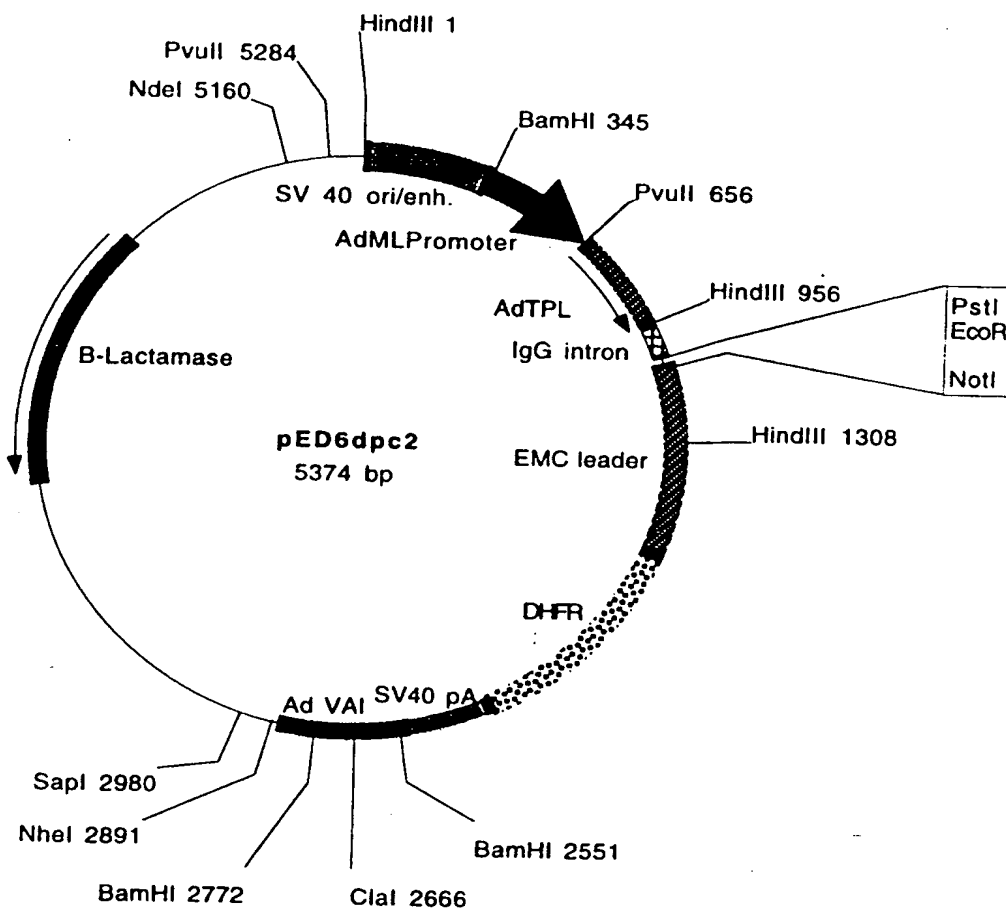 HindIII 1
PvuII 5284
NdeI 5160
BamHI 345
SV 40 ori/enh.
PvuII 656
AdMLPromoter
HindIII 956
AdTPL
PstI
EcoR
IgG intron
NotI
B-Lactamase
pED6dpc2
5374 bp
HindIII 1308
EMC leader
DHFR
SV40 pA
Ad VAI
SapI 2980
NheI 2891
BamHI 2551
BamHI 2772
ClaI 2666